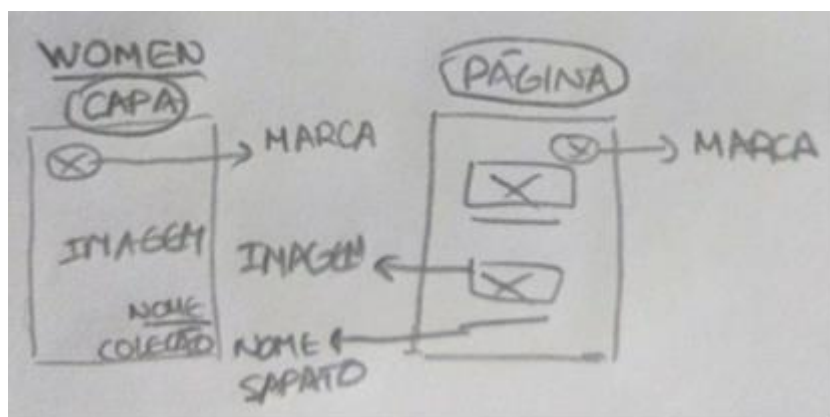 WOMEN
CAPA
MARCA
IMAGEM
NOME
COLEÇÃO
PÁGINA
MARCA
IMAGEM
NOME
SAPATO